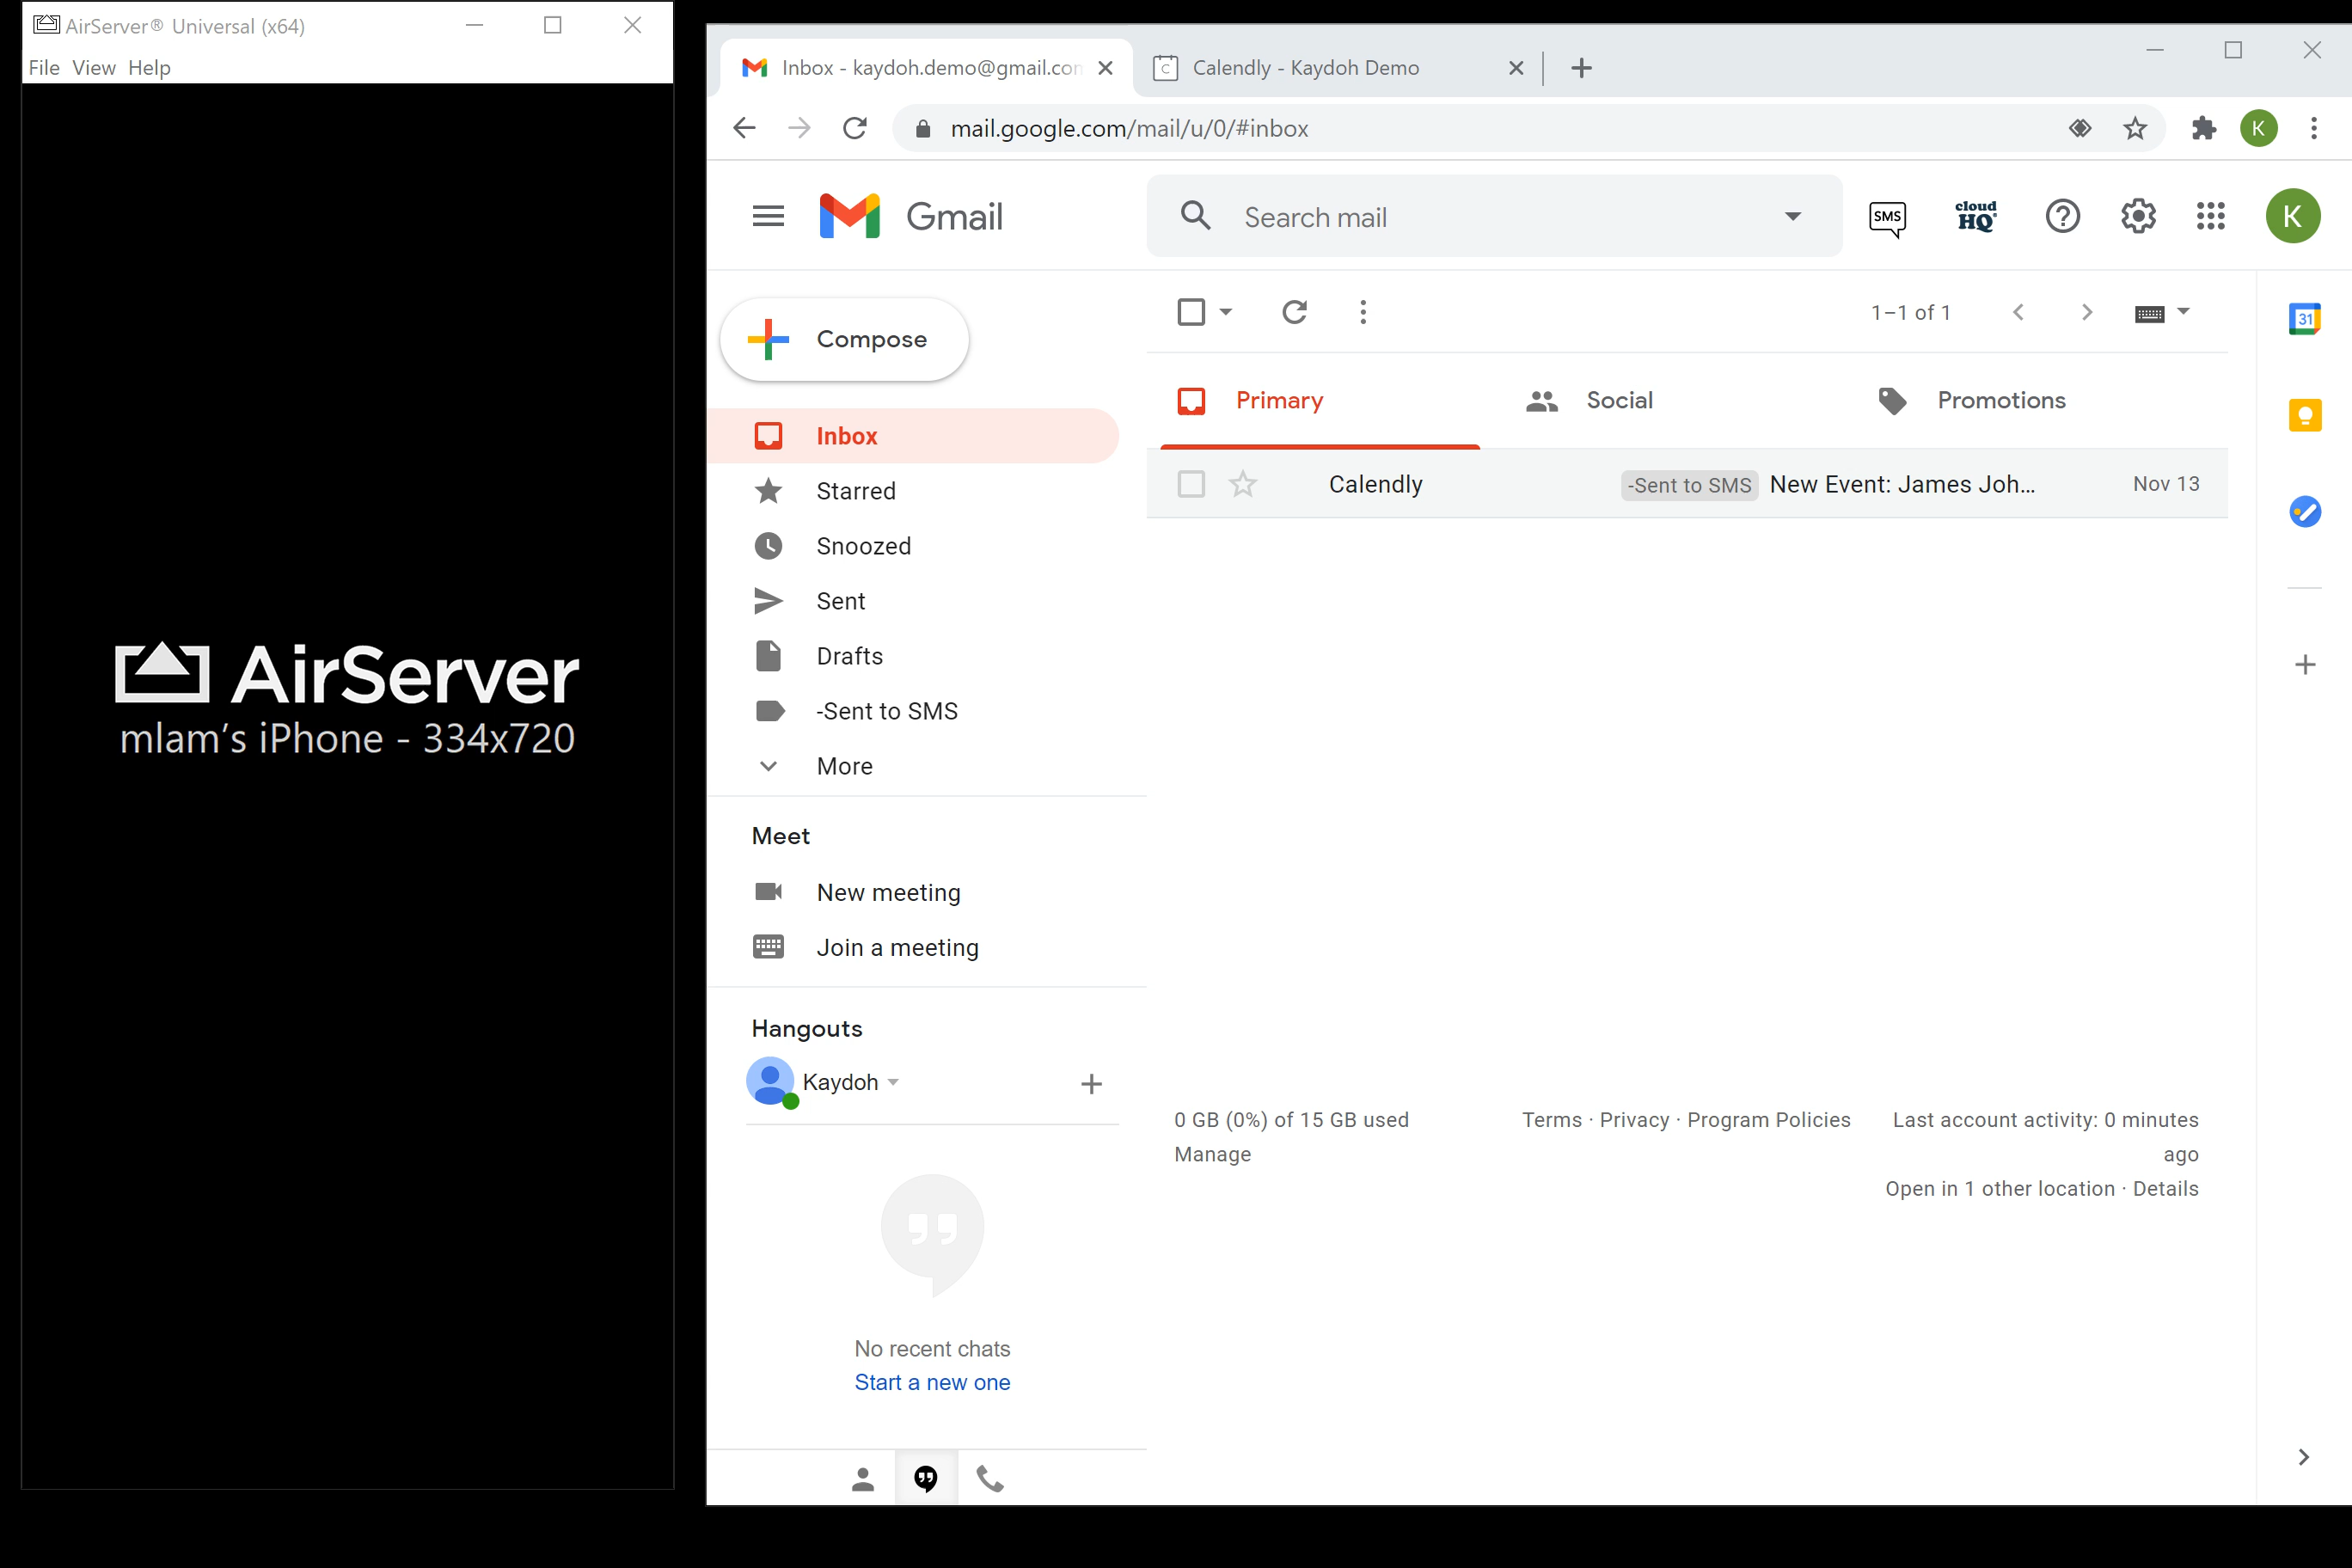 AirServer® Universal (x64)
File View Help
AirServer
mlam's iPhone - 334x720
Inbox - kaydoh.demo@gmail.con
Calendly - Kaydoh Demo
mail.google.com/mail/u/0/#inbox
K
Gmail
Search mail
SMS
cloud
HQ
K
Compose
Inbox
Starred
Snoozed
Sent
Drafts
-Sent to SMS
More
Meet
New meeting
Join a meeting
Hangouts
Kaydoh
No recent chats
Start a new one
1–1 of 1
Primary
Social
Promotions
Calendly
-Sent to SMS
New Event: James Joh...
Nov 13
0 GB (0%) of 15 GB used
Manage
Terms · Privacy · Program Policies
Last account activity: 0 minutes
ago
Open in 1 other location · Details
31